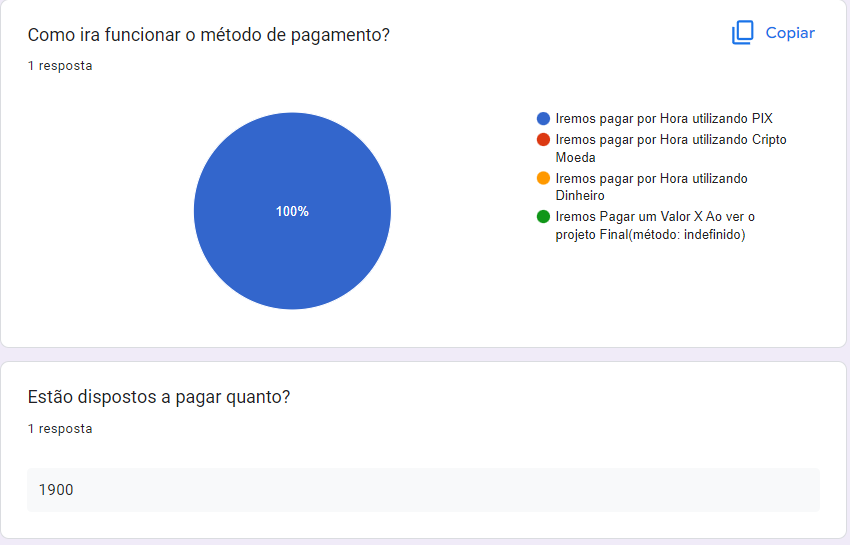 Como ira funcionar o método de pagamento?
Copiar
1 resposta
100%
Iremos pagar por Hora utilizando PIX
Iremos pagar por Hora utilizando Cripto
Moeda
Iremos pagar por Hora utilizando
Dinheiro
Iremos Pagar um Valor X Ao ver o
projeto Final(método: indefinido)
Estão dispostos a pagar quanto?
1 resposta
1900